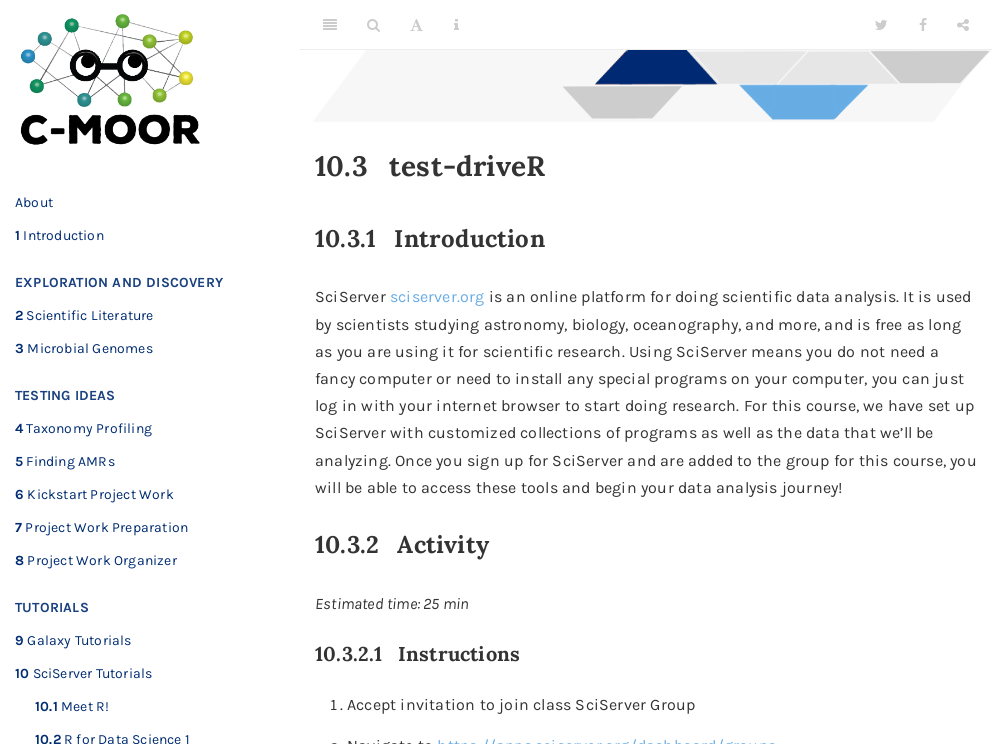 C-MOOR
About
1 Introduction
EXPLORATION AND DISCOVERY
2 Scientific Literature
3 Microbial Genomes
TESTING IDEAS
4 Taxonomy Profiling
5 Finding AMRs
6 Kickstart Project Work
7 Project Work Preparation
8 Project Work Organizer
TUTORIALS
9 Galaxy Tutorials
10 SciServer Tutorials
10.1 Meet R!
10.2 R for Data Science 1
10.3 test-driveR
10.3.1 Introduction
SciServer sciserver.org is an online platform for doing scientific data analysis. It is used
by scientists studying astronomy, biology, oceanography, and more, and is free as long
as you are using it for scientific research. Using SciServer means you do not need a
fancy computer or need to install any special programs on your computer, you can just
log in with your internet browser to start doing research. For this course, we have set up
SciServer with customized collections of programs as well as the data that we'll be
analyzing. Once you sign up for SciServer and are added to the group for this course, you
will be able to access these tools and begin your data analysis journey!
10.3.2 Activity
Estimated time: 25 min
10.3.2.1 Instructions
1. Accept invitation to join class SciServer Group
2. Navigate to https://apps.sciserver.org/dashboard/groups